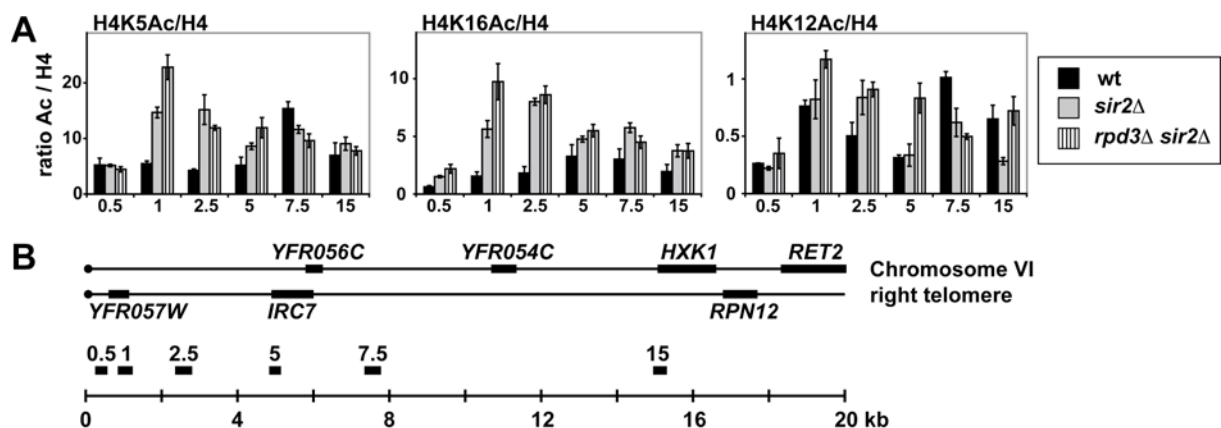 A
H4K5Ac/H4
H4K16Ac/H4
H4K12Ac/H4
ratio Ac / H4
20
10
0
0.5 1 2.5 5 7.5 15
10
5
0
0.5 1 2.5 5 7.5 15
1
0.5
0
0.5 1 2.5 5 7.5 15
wt
sir2Δ
rpd3Δ sir2Δ
B
YFR056C YFR054C HXK1 RET2
Chromosome VI
right telomere
YFR057W IRC7 RPN12
0.5 1 2.5 5 7.5 15
0 4 8 12 16 20 kb